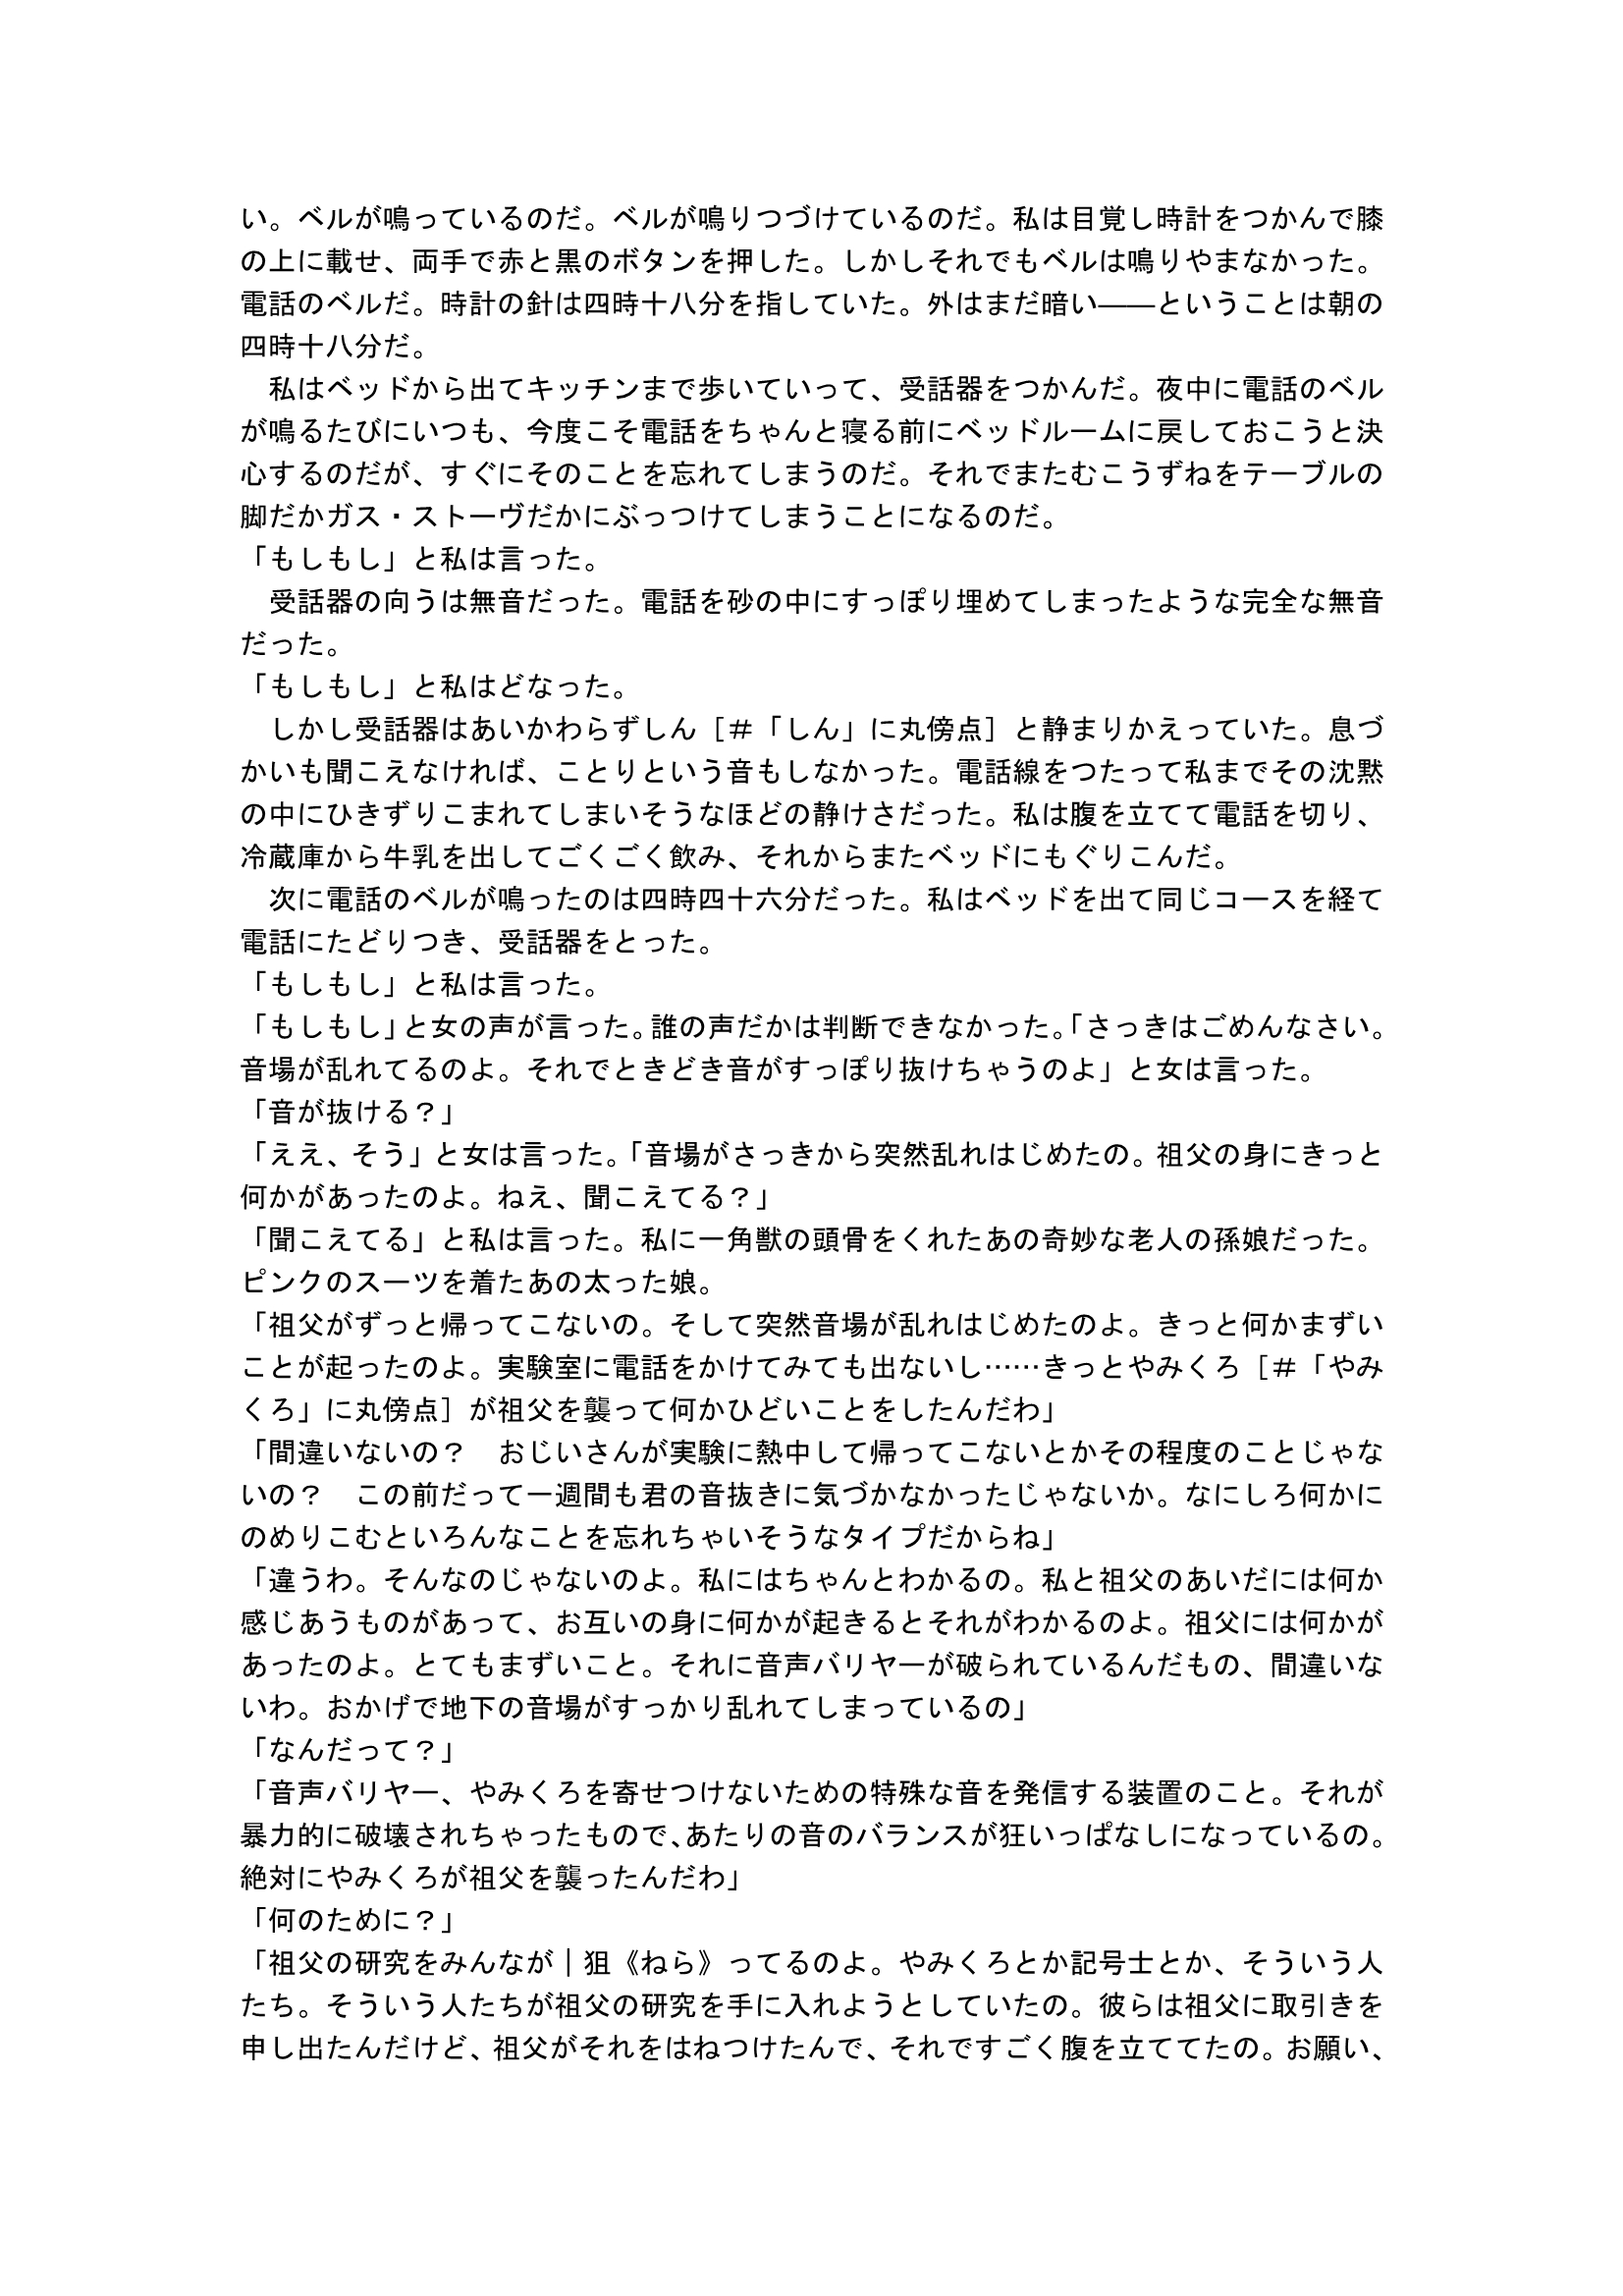 い。ベルが鳴っているのだ。ベルが鳴りつづけているのだ。私は目覚し時計をつかんで膝
の上に載せ、両手で赤と黒のボタンを押した。しかしそれでもベルは鳴りやまなかった。
電話のベルだ。時計の針は四時十八分を指していた。外はまだ暗い――ということは朝の
四時十八分だ。
　私はベッドから出てキッチンまで歩いていって、受話器をつかんだ。夜中に電話のベル
が鳴るたびにいつも、今度こそ電話をちゃんと寝る前にベッドルームに戻しておこうと決
心するのだが、すぐにそのことを忘れてしまうのだ。それでまたむこうずねをテーブルの
脚だかガス・ストーヴだかにぶっつけてしまうことになるのだ。
「もしもし」と私は言った。
　受話器の向うは無音だった。電話を砂の中にすっぽり埋めてしまったような完全な無音
だった。
「もしもし」と私はどなった。
　しかし受話器はあいかわらずしん［＃「しん」に丸傍点］と静まりかえっていた。息づ
かいも聞こえなければ、ことりという音もしなかった。電話線をつたって私までその沈黙
の中にひきずりこまれてしまいそうなほどの静けさだった。私は腹を立てて電話を切り、
冷蔵庫から牛乳を出してごくごく飲み、それからまたベッドにもぐりこんだ。
　次に電話のベルが鳴ったのは四時四十六分だった。私はベッドを出て同じコースを経て
電話にたどりつき、受話器をとった。
「もしもし」と私は言った。
「もしもし」と女の声が言った。誰の声だかは判断できなかった。「さっきはごめんなさい。
音場が乱れてるのよ。それでときどき音がすっぽり抜けちゃうのよ」と女は言った。
「音が抜ける？」
「ええ、そう」と女は言った。「音場がさっきから突然乱れはじめたの。祖父の身にきっと
何かがあったのよ。ねえ、聞こえてる？」
「聞こえてる」と私は言った。私に一角獣の頭骨をくれたあの奇妙な老人の孫娘だった。
ピンクのスーツを着たあの太った娘。
「祖父がずっと帰ってこないの。そして突然音場が乱れはじめたのよ。きっと何かまずい
ことが起ったのよ。実験室に電話をかけてみても出ないし……きっとやみくろ［＃「やみ
くろ」に丸傍点］が祖父を襲って何かひどいことをしたんだわ」
「間違いないの？　おじいさんが実験に熱中して帰ってこないとかその程度のことじゃな
いの？　この前だって一週間も君の音抜きに気づかなかったじゃないか。なにしろ何かに
のめりこむといろんなことを忘れちゃいそうなタイプだからね」
「違うわ。そんなのじゃないのよ。私にはちゃんとわかるの。私と祖父のあいだには何か
感じあうものがあって、お互いの身に何かが起きるとそれがわかるのよ。祖父には何かが
あったのよ。とてもまずいこと。それに音声バリヤーが破られているんだもの、間違いな
いわ。おかげで地下の音場がすっかり乱れてしまっているの」
「なんだって？」
「音声バリヤー、やみくろを寄せつけないための特殊な音を発信する装置のこと。それが
暴力的に破壊されちゃったもので、あたりの音のバランスが狂いっぱなしになっているの。
絶対にやみくろが祖父を襲ったんだわ」
「何のために？」
「祖父の研究をみんなが｜狙《ねら》ってるのよ。やみくろとか記号士とか、そういう人
たち。そういう人たちが祖父の研究を手に入れようとしていたの。彼らは祖父に取引きを
申し出たんだけど、祖父がそれをはねつけたんで、それですごく腹を立ててたの。お願い、